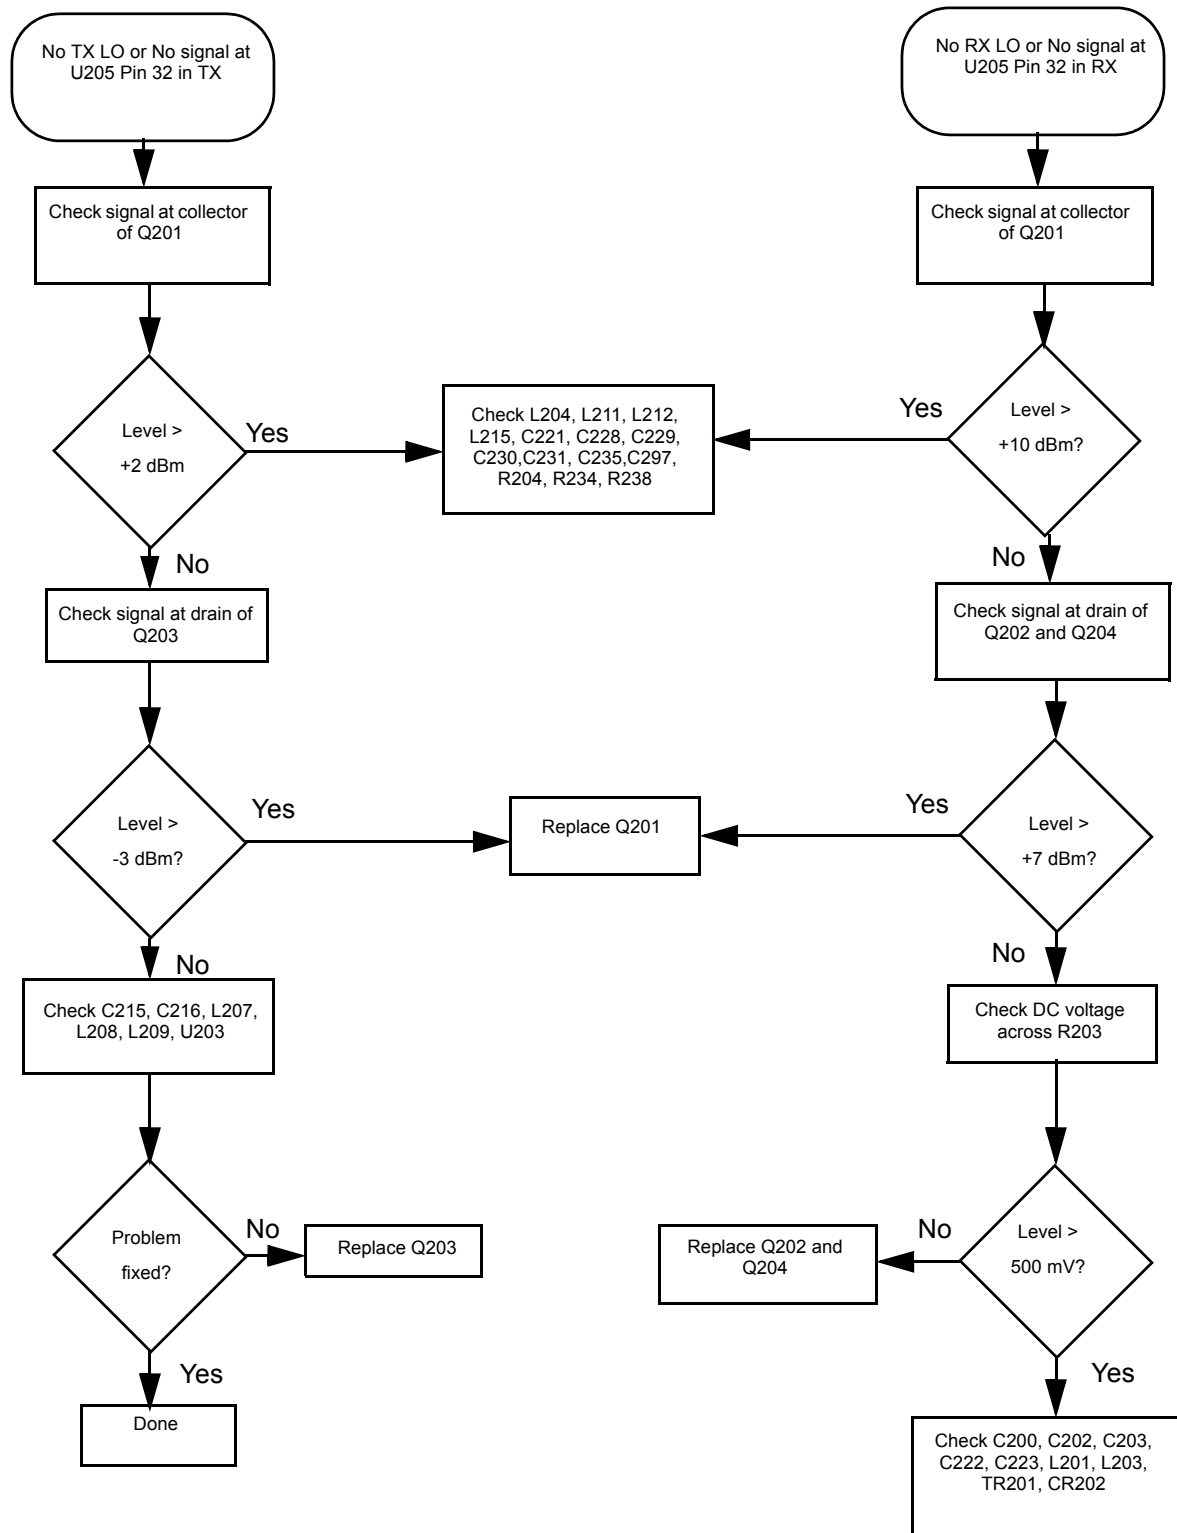 No TX LO or No signal at
U205 Pin 32 in TX
Check signal at collector
of Q201
Level >
+2 dBm
Yes
No
Check signal at drain of
Q203
Level >
-3 dBm?
Yes
No
Check C215, C216, L207,
L208, L209, U203
Problem
fixed?
No
Replace Q203
Yes
Done
Check L204, L211, L212,
L215, C221, C228, C229,
C230,C231, C235,C297,
R204, R234, R238
Replace Q201
No RX LO or No signal at
U205 Pin 32 in RX
Check signal at collector
of Q201
Level >
+10 dBm?
Yes
No
Check signal at drain of
Q202 and Q204
Level >
+7 dBm?
Yes
No
Check DC voltage
across R203
Level >
500 mV?
No
Replace Q202 and
Q204
Yes
Check C200, C202, C203,
C222, C223, L201, L203,
TR201, CR202